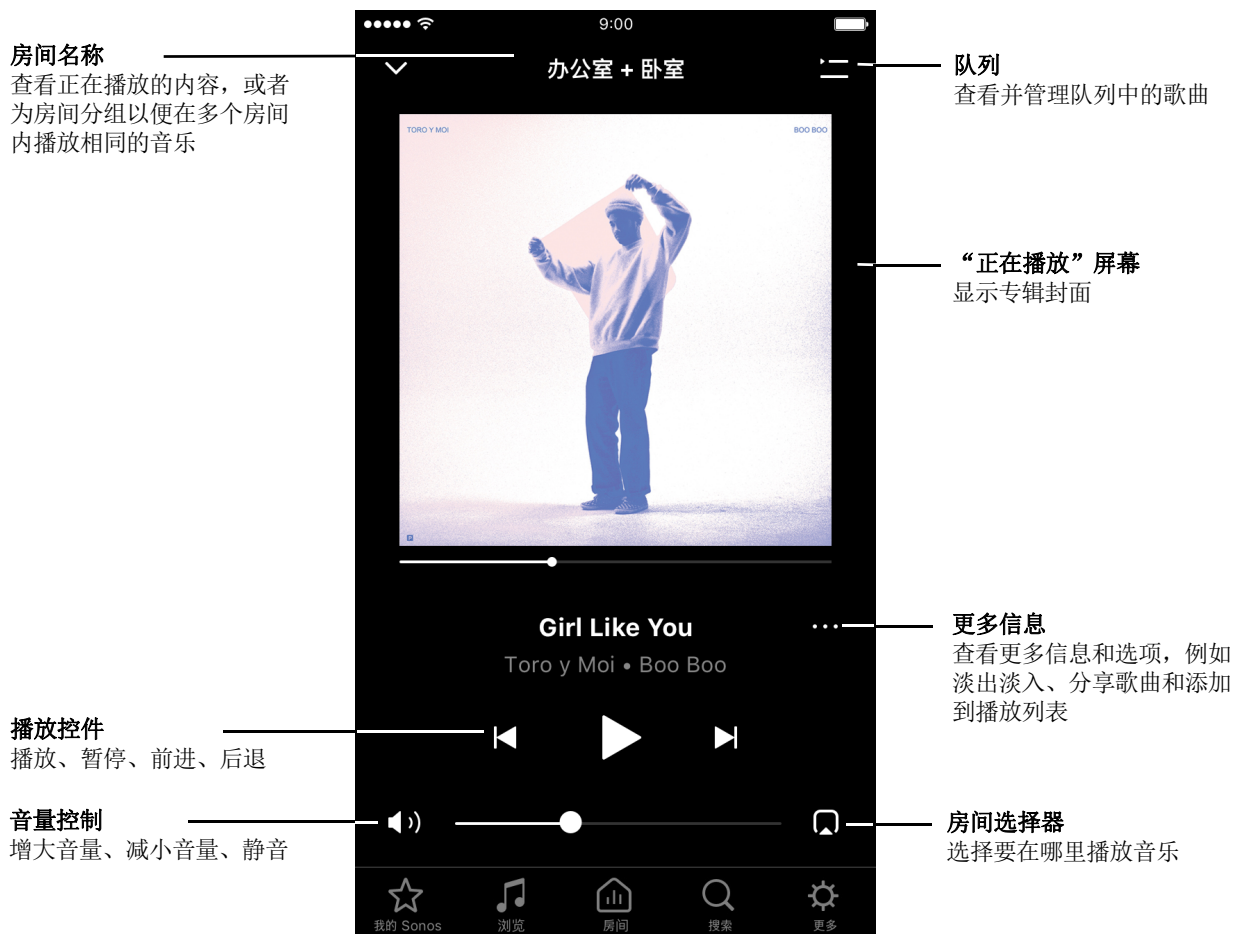 9:00
房间名称
查看正在播放的内容，或者
为房间分组以便在多个房间
内播放相同的音乐
办公室 + 卧室
队列
查看并管理队列中的歌曲
TORO Y MOI
BOO BOO
“正在播放”屏幕
显示专辑封面
Girl Like You
Toro y Moi • Boo Boo
更多信息
查看更多信息和选项，例如
淡出淡入、分享歌曲和添加
到播放列表
播放控件
播放、暂停、前进、后退
音量控制
增大音量、减小音量、静音
房间选择器
选择要在哪里播放音乐
我的 Sonos
浏览
房间
搜索
更多